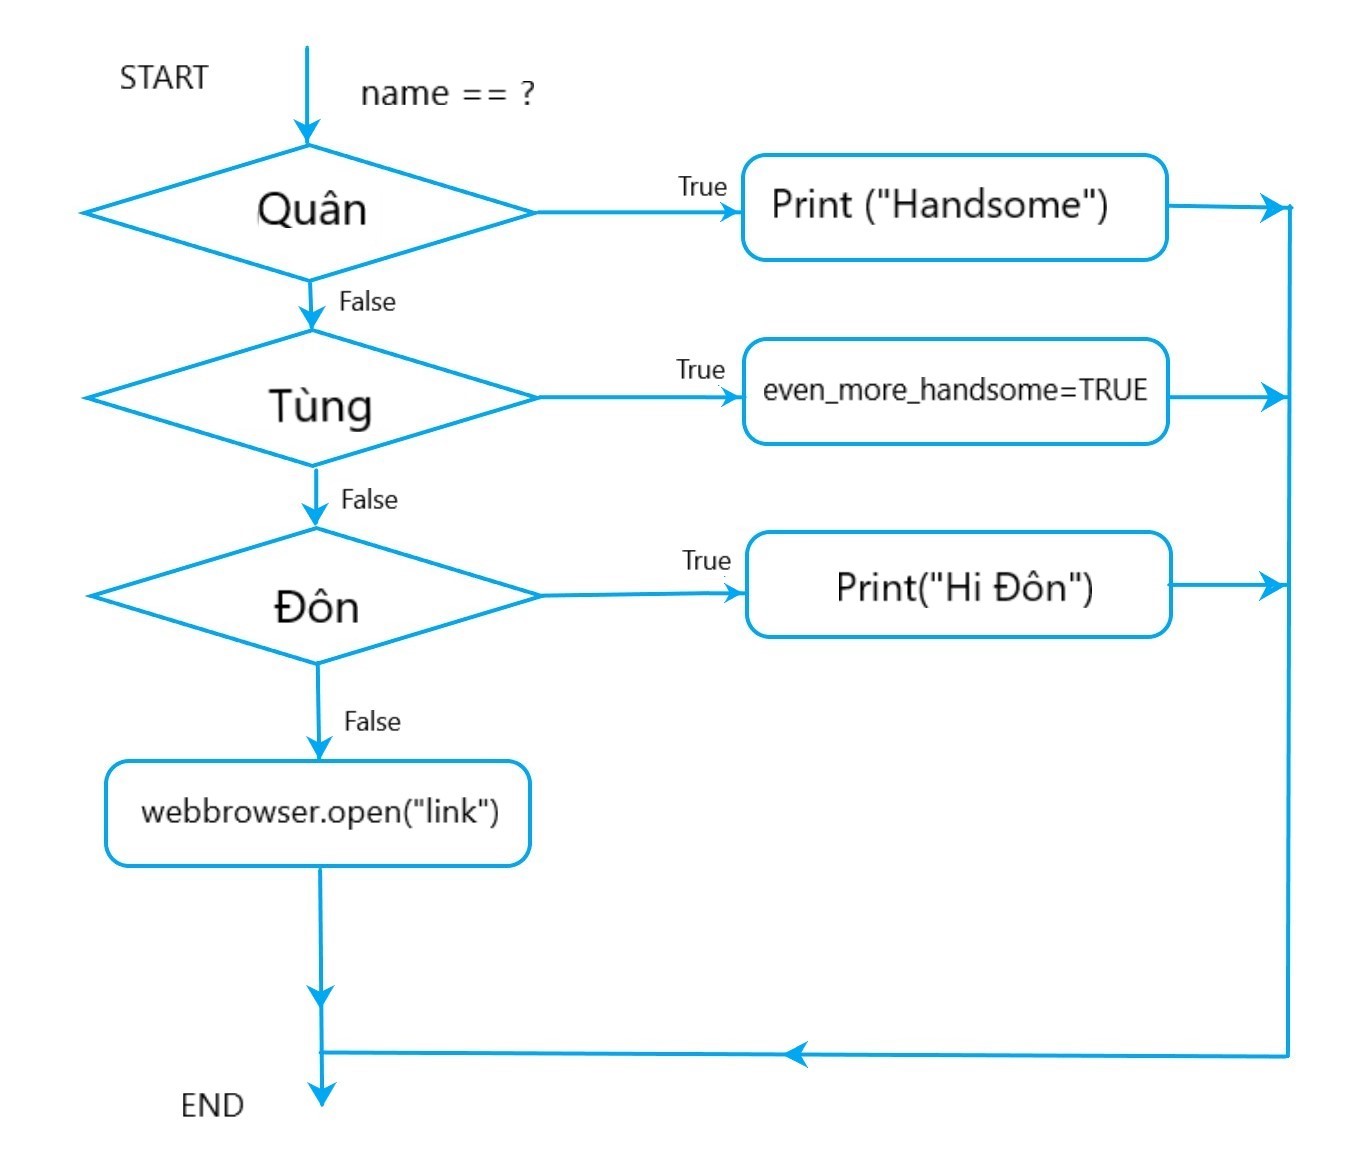 START
name == ?
Quân
True
Print ("Handsome")
False
Tùng
True
even_more_handsome=TRUE
False
Đôn
True
Print("Hi Đôn")
False
webbrowser.open("link")
END